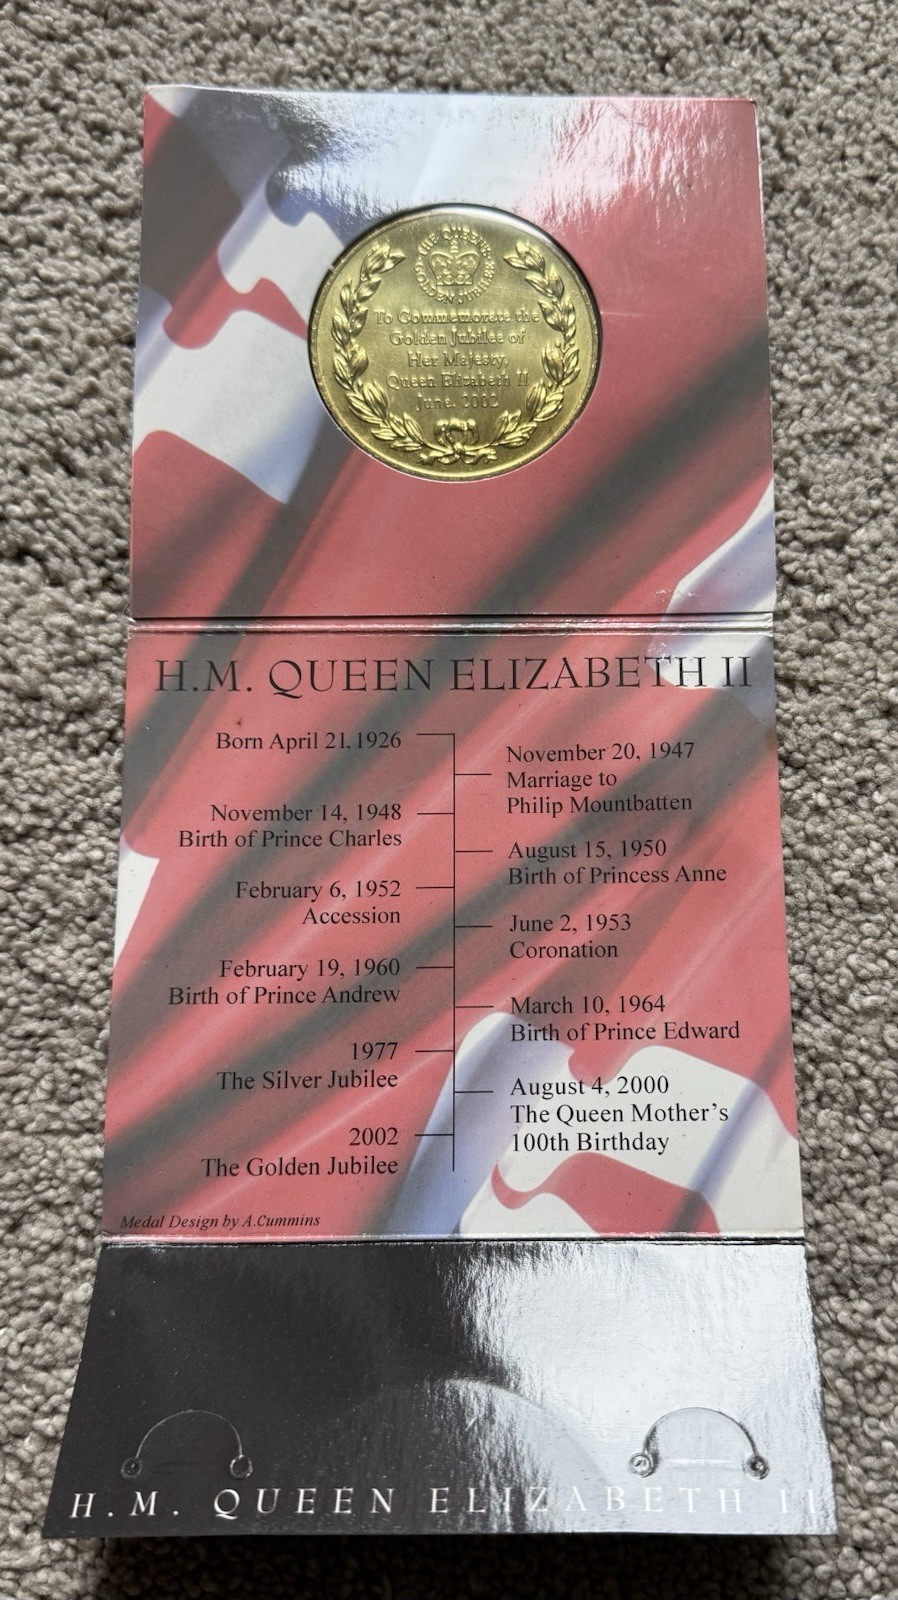 THE QUEEN'S
GOLDEN JUBILEE
To Commemorate the
Golden Jubilee of
Her Majesty,
Queen Elizabeth II
June, 2002
H.M. QUEEN ELIZABETH II
Born April 21, 1926
November 20, 1947
Marriage to
Philip Mountbatten
November 14, 1948
Birth of Prince Charles
August 15, 1950
Birth of Princess Anne
February 6, 1952
Accession
June 2, 1953
Coronation
February 19, 1960
Birth of Prince Andrew
March 10, 1964
Birth of Prince Edward
1977
The Silver Jubilee
August 4, 2000
The Queen Mother's
100th Birthday
2002
The Golden Jubilee
Medal Design by A.Cummins
H.M. QUEEN ELIZABETH II